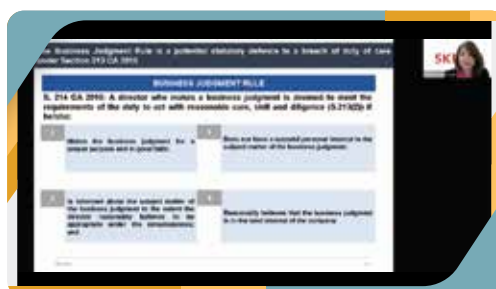 The Business Judgment Rule is a potential statutory defence to a breach of duty of care
under Section 213 CA 2016
BUSINESS JUDGMENT RULE
S. 214 CA 2016: A director who makes a business judgment is deemed to meet the
requirements of the duty to act with reasonable care, skill and diligence (S.213(2)) if
he/she:
Makes the business judgment for a
proper purpose and in good faith;
Does not have a material personal interest in the
subject matter of the business judgment;
Is informed about the subject matter of
the business judgment to the extent the
director reasonably believes to be
appropriate under the circumstances;
and
Reasonably believes that the business judgment
is in the best interest of the company
SK